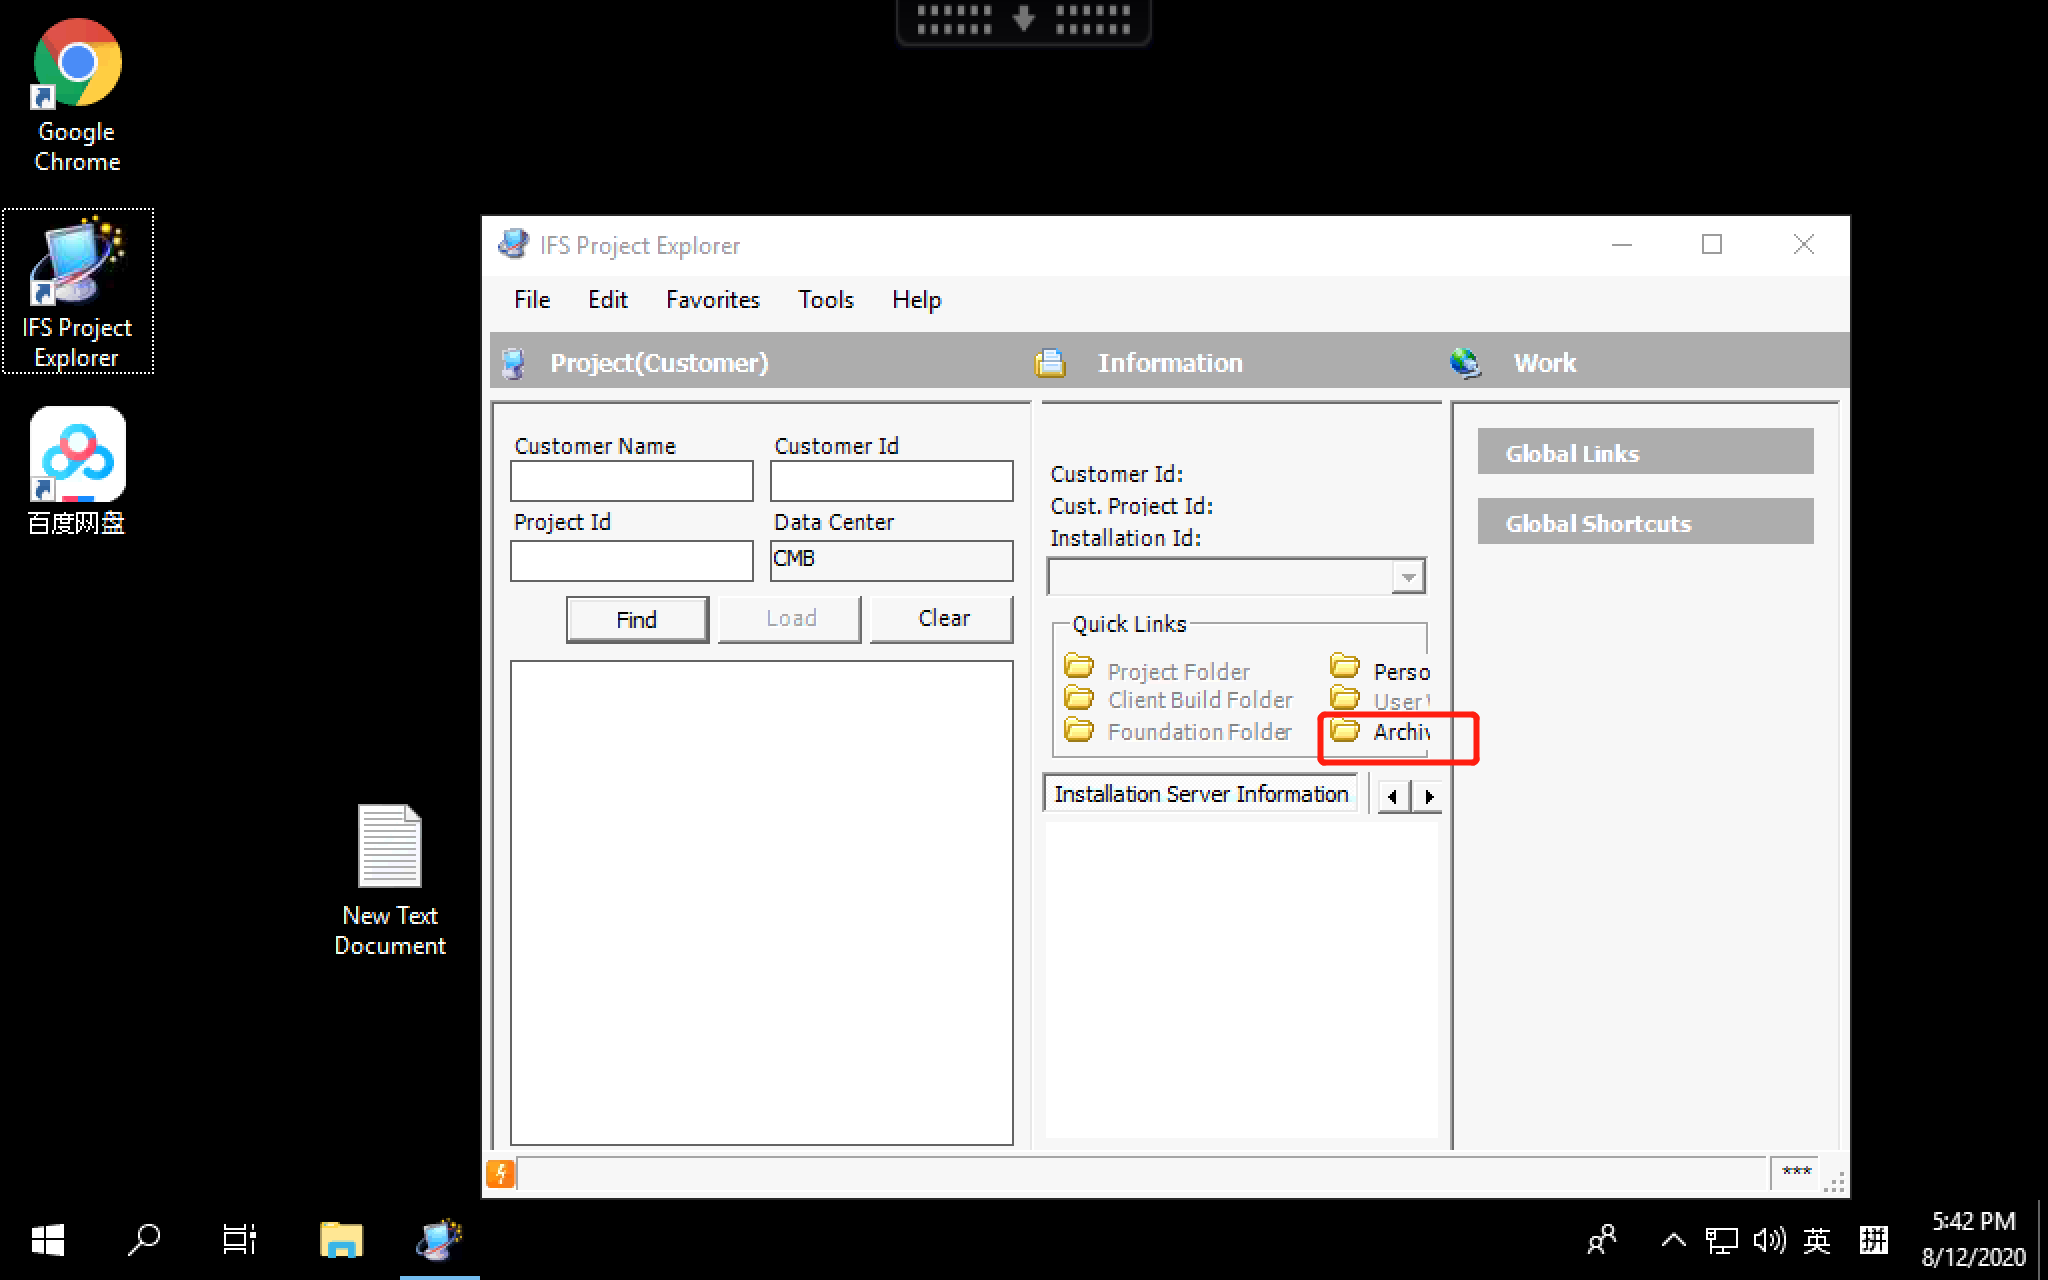 Google
Chrome
IFS Project
Explorer
百度网盘
New Text
Document
IFS Project Explorer
File Edit Favorites Tools Help
Project(Customer)
Information
Work
Customer Name Customer Id
Project Id Data Center
CMB
Find Load Clear
Customer Id:
Cust. Project Id:
Installation Id:
Quick Links
Project Folder Perso
Client Build Folder User
Foundation Folder Archiv
Installation Server Information
Global Links
Global Shortcuts
***
英 拼
5:42 PM
8/12/2020